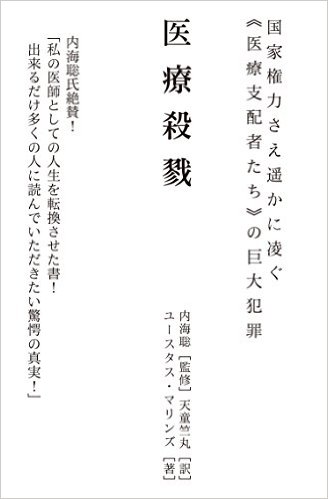 国家権力さえ遥かに凌ぐ
《医療支配者たち》の巨大犯罪
医療殺戮
内海聡[監修]天童竺丸[訳]
ユースタス・マリンズ[著]
内海聡氏絶賛!
「私の医師としての人生を転換させた書!
出来るだけ多くの人に読んでいただきたい驚愕の真実!」